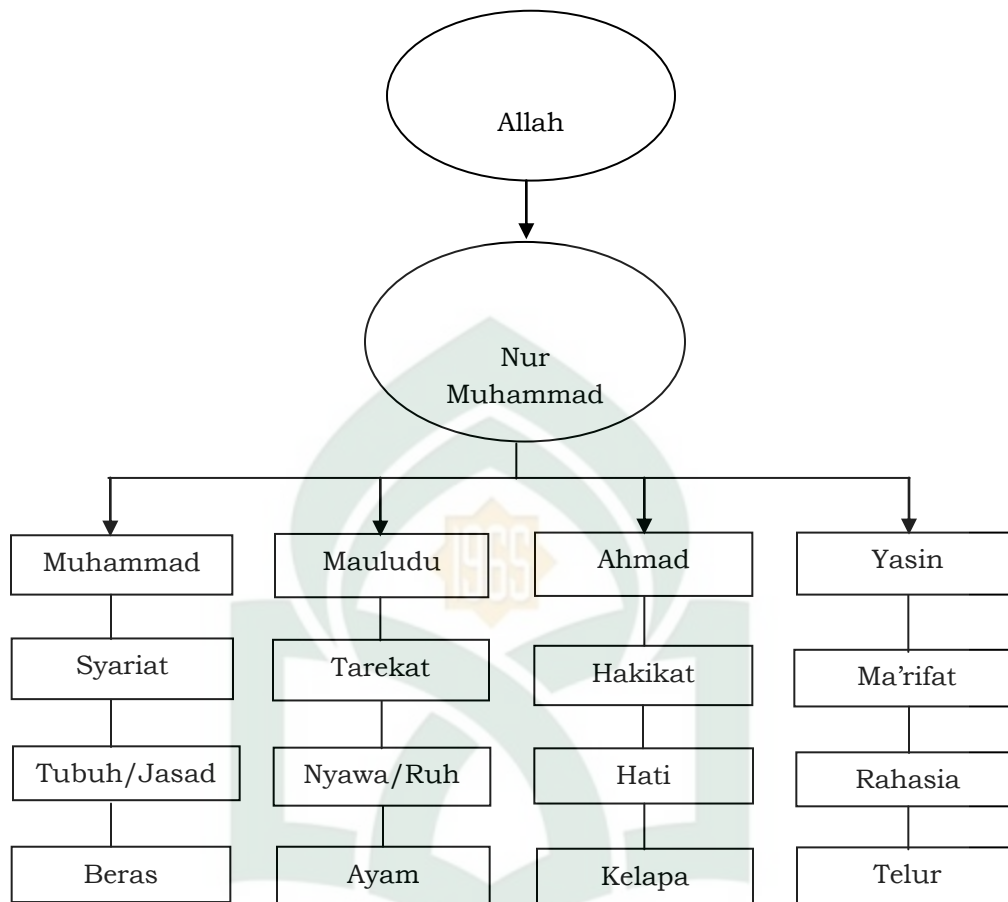 Allah
Nur
Muhammad
1965
Muhammad
Mauludu
Ahmad
Yasin
Syariat
Tarekat
Hakikat
Ma’rifat
Tubuh/Jasad
Nyawa/Ruh
Hati
Rahasia
Beras
Ayam
Kelapa
Telur